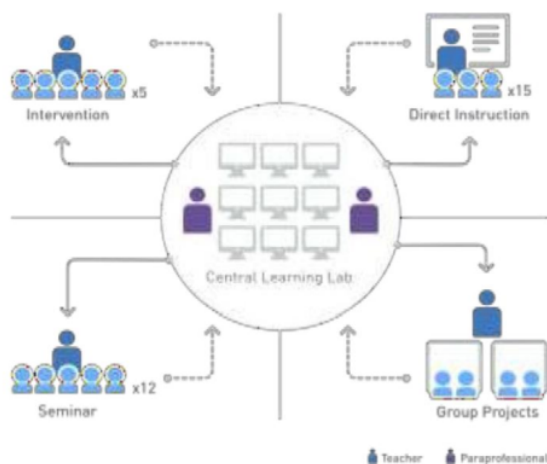 x5
Intervention
x15
Direct Instruction
Central Learning Lab
x12
Seminar
Group Projects
Teacher
Paraprofessional